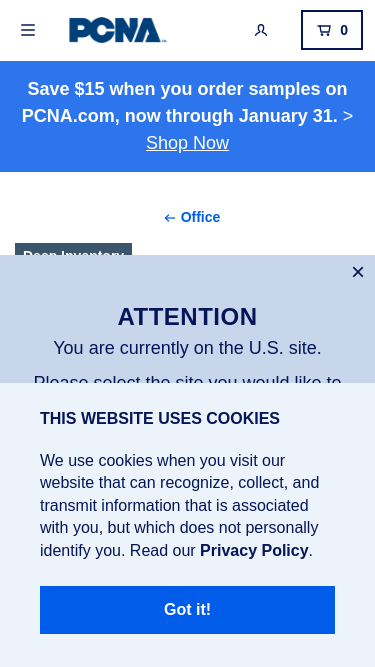 PCNA
0
Save $15 when you order samples on
PCNA.com, now through January 31. >
Shop Now
← Office
Deep Inventory
×
ATTENTION
You are currently on the U.S. site.
Please select the site you would like to
THIS WEBSITE USES COOKIES
We use cookies when you visit our
website that can recognize, collect, and
transmit information that is associated
with you, but which does not personally
identify you. Read our Privacy Policy.
Got it!